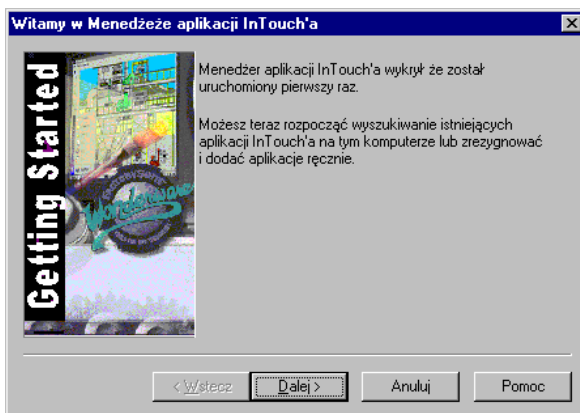 Witamy w Menedżeże aplikacji InTouch'a
Getting Started
Wonderware
Menedżer aplikacji InTouch'a wykrył że został
uruchomiony pierwszy raz.
Możesz teraz rozpocząć wyszukiwanie istniejących
aplikacji InTouch'a na tym komputerze lub zrezygnować
i dodać aplikacje ręcznie.
< Wstecz
Dalej >
Anuluj
Pomoc